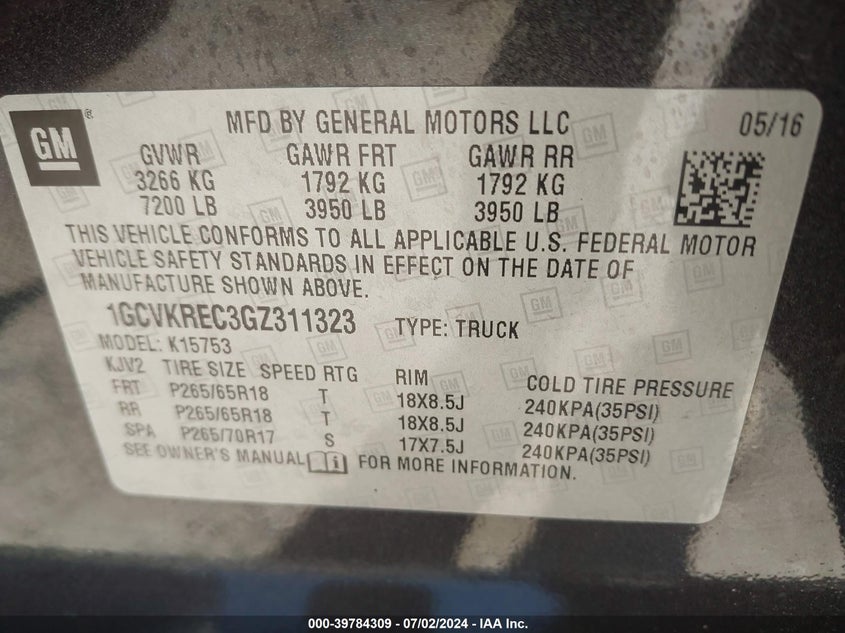 GM ®
MFD BY GENERAL MOTORS LLC 05/16
GVWR GAWR FRT GAWR RR
3266 KG 1792 KG 1792 KG
7200 LB 3950 LB 3950 LB
THIS VEHICLE CONFORMS TO ALL APPLICABLE U.S. FEDERAL MOTOR
VEHICLE SAFETY STANDARDS IN EFFECT ON THE DATE OF
MANUFACTURE SHOWN ABOVE.
1GCVKREC3GZ311323 TYPE: TRUCK
MODEL: K15753
KJV2 TIRE SIZE SPEED RTG RIM COLD TIRE PRESSURE
FRT P265/65R18 T 18X8.5J 240KPA(35PSI)
RR P265/65R18 T 18X8.5J 240KPA(35PSI)
SPA P265/70R17 S 17X7.5J 240KPA(35PSI)
SEE OWNER'S MANUAL FOR MORE INFORMATION.
000-39784309 / 07/02/2024 - IAA Inc.